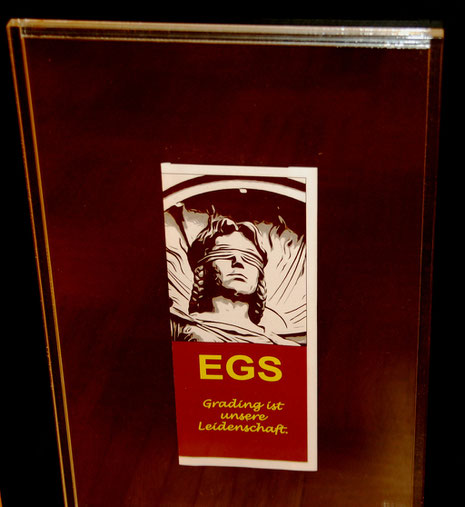 EGS
Grading ist
unsere
Leidenschaft.